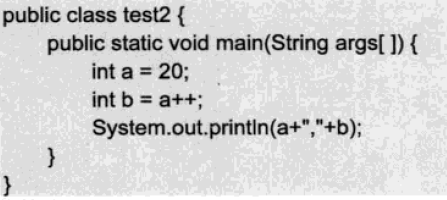 public class test2 {
public static void main(String args[ ]) {
int a = 20;
int b = a++;
System.out.println(a+","+b);
}
}